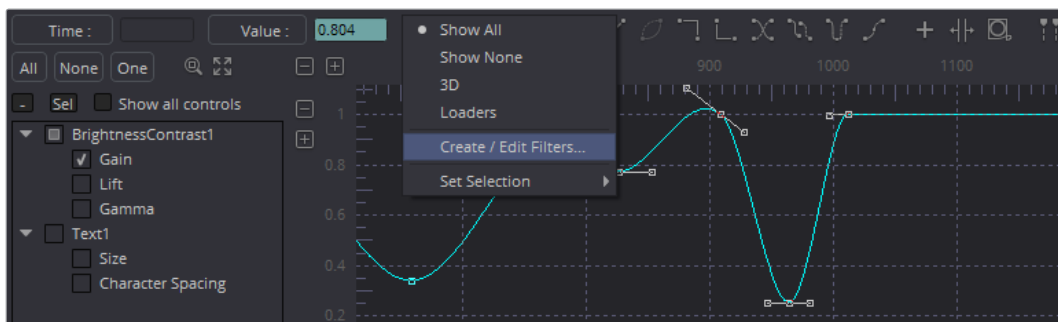 Time :
Value :
0.804
Show All
Show None
3D
Loaders
Create / Edit Filters...
Set Selection
All
None
One
- Sel
Show all controls
BrightnessContrast1
Gain
Lift
Gamma
Text1
Size
Character Spacing
900
1000
1100
1
0.8
0.6
0.4
0.2